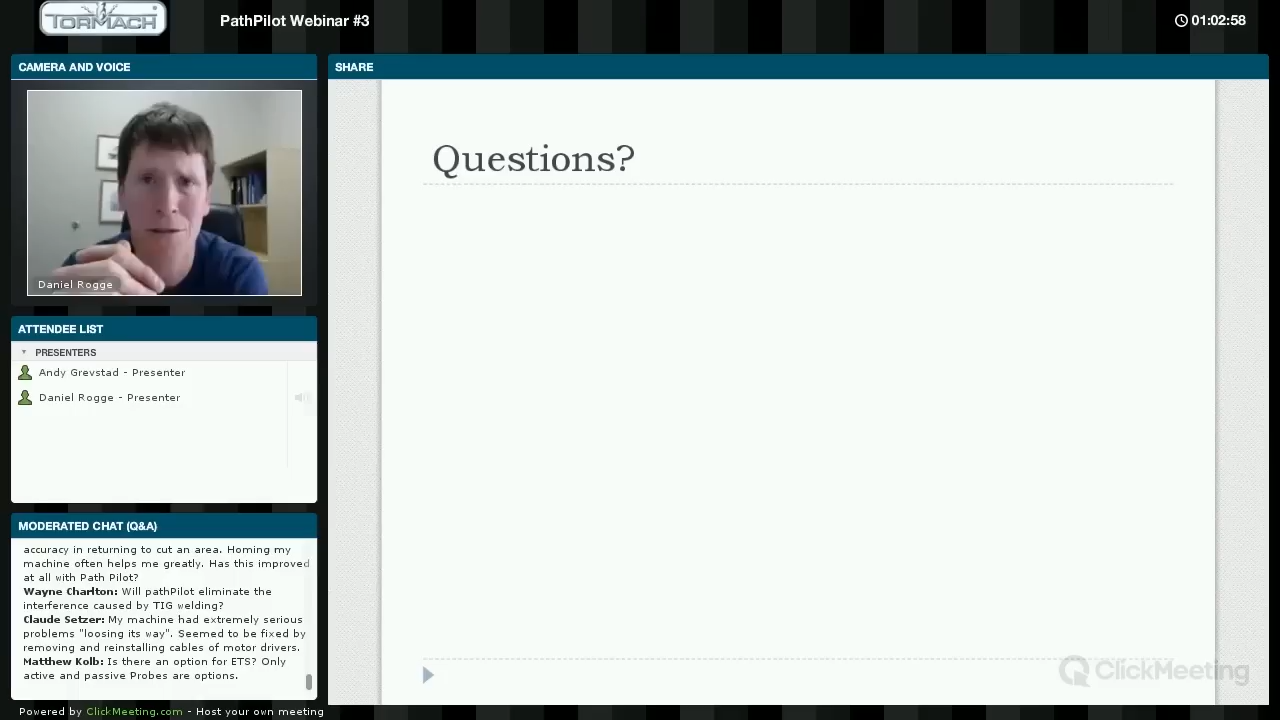 TORMACH
PathPilot Webinar #3
01:02:58
CAMERA AND VOICE
Daniel Rogge
ATTENDEE LIST
PRESENTERS
Andy Grevstad - Presenter
Daniel Rogge - Presenter
MODERATED CHAT (Q&A)
accuracy in returning to cut an area. Homing my
machine often helps me greatly. Has this improved
at all with Path Pilot?
Wayne Charlton: Will pathPilot eliminate the
interference caused by TIG welding?
Claude Setzer: My machine had extremely serious
problems "loosing its way". Seemed to be fixed by
removing and reinstalling cables of motor drivers.
Matthew Kolb: Is there an option for ETS? Only
active and passive Probes are options.
Powered by ClickMeeting.com - Host your own meeting
SHARE
Questions?
ClickMeeting